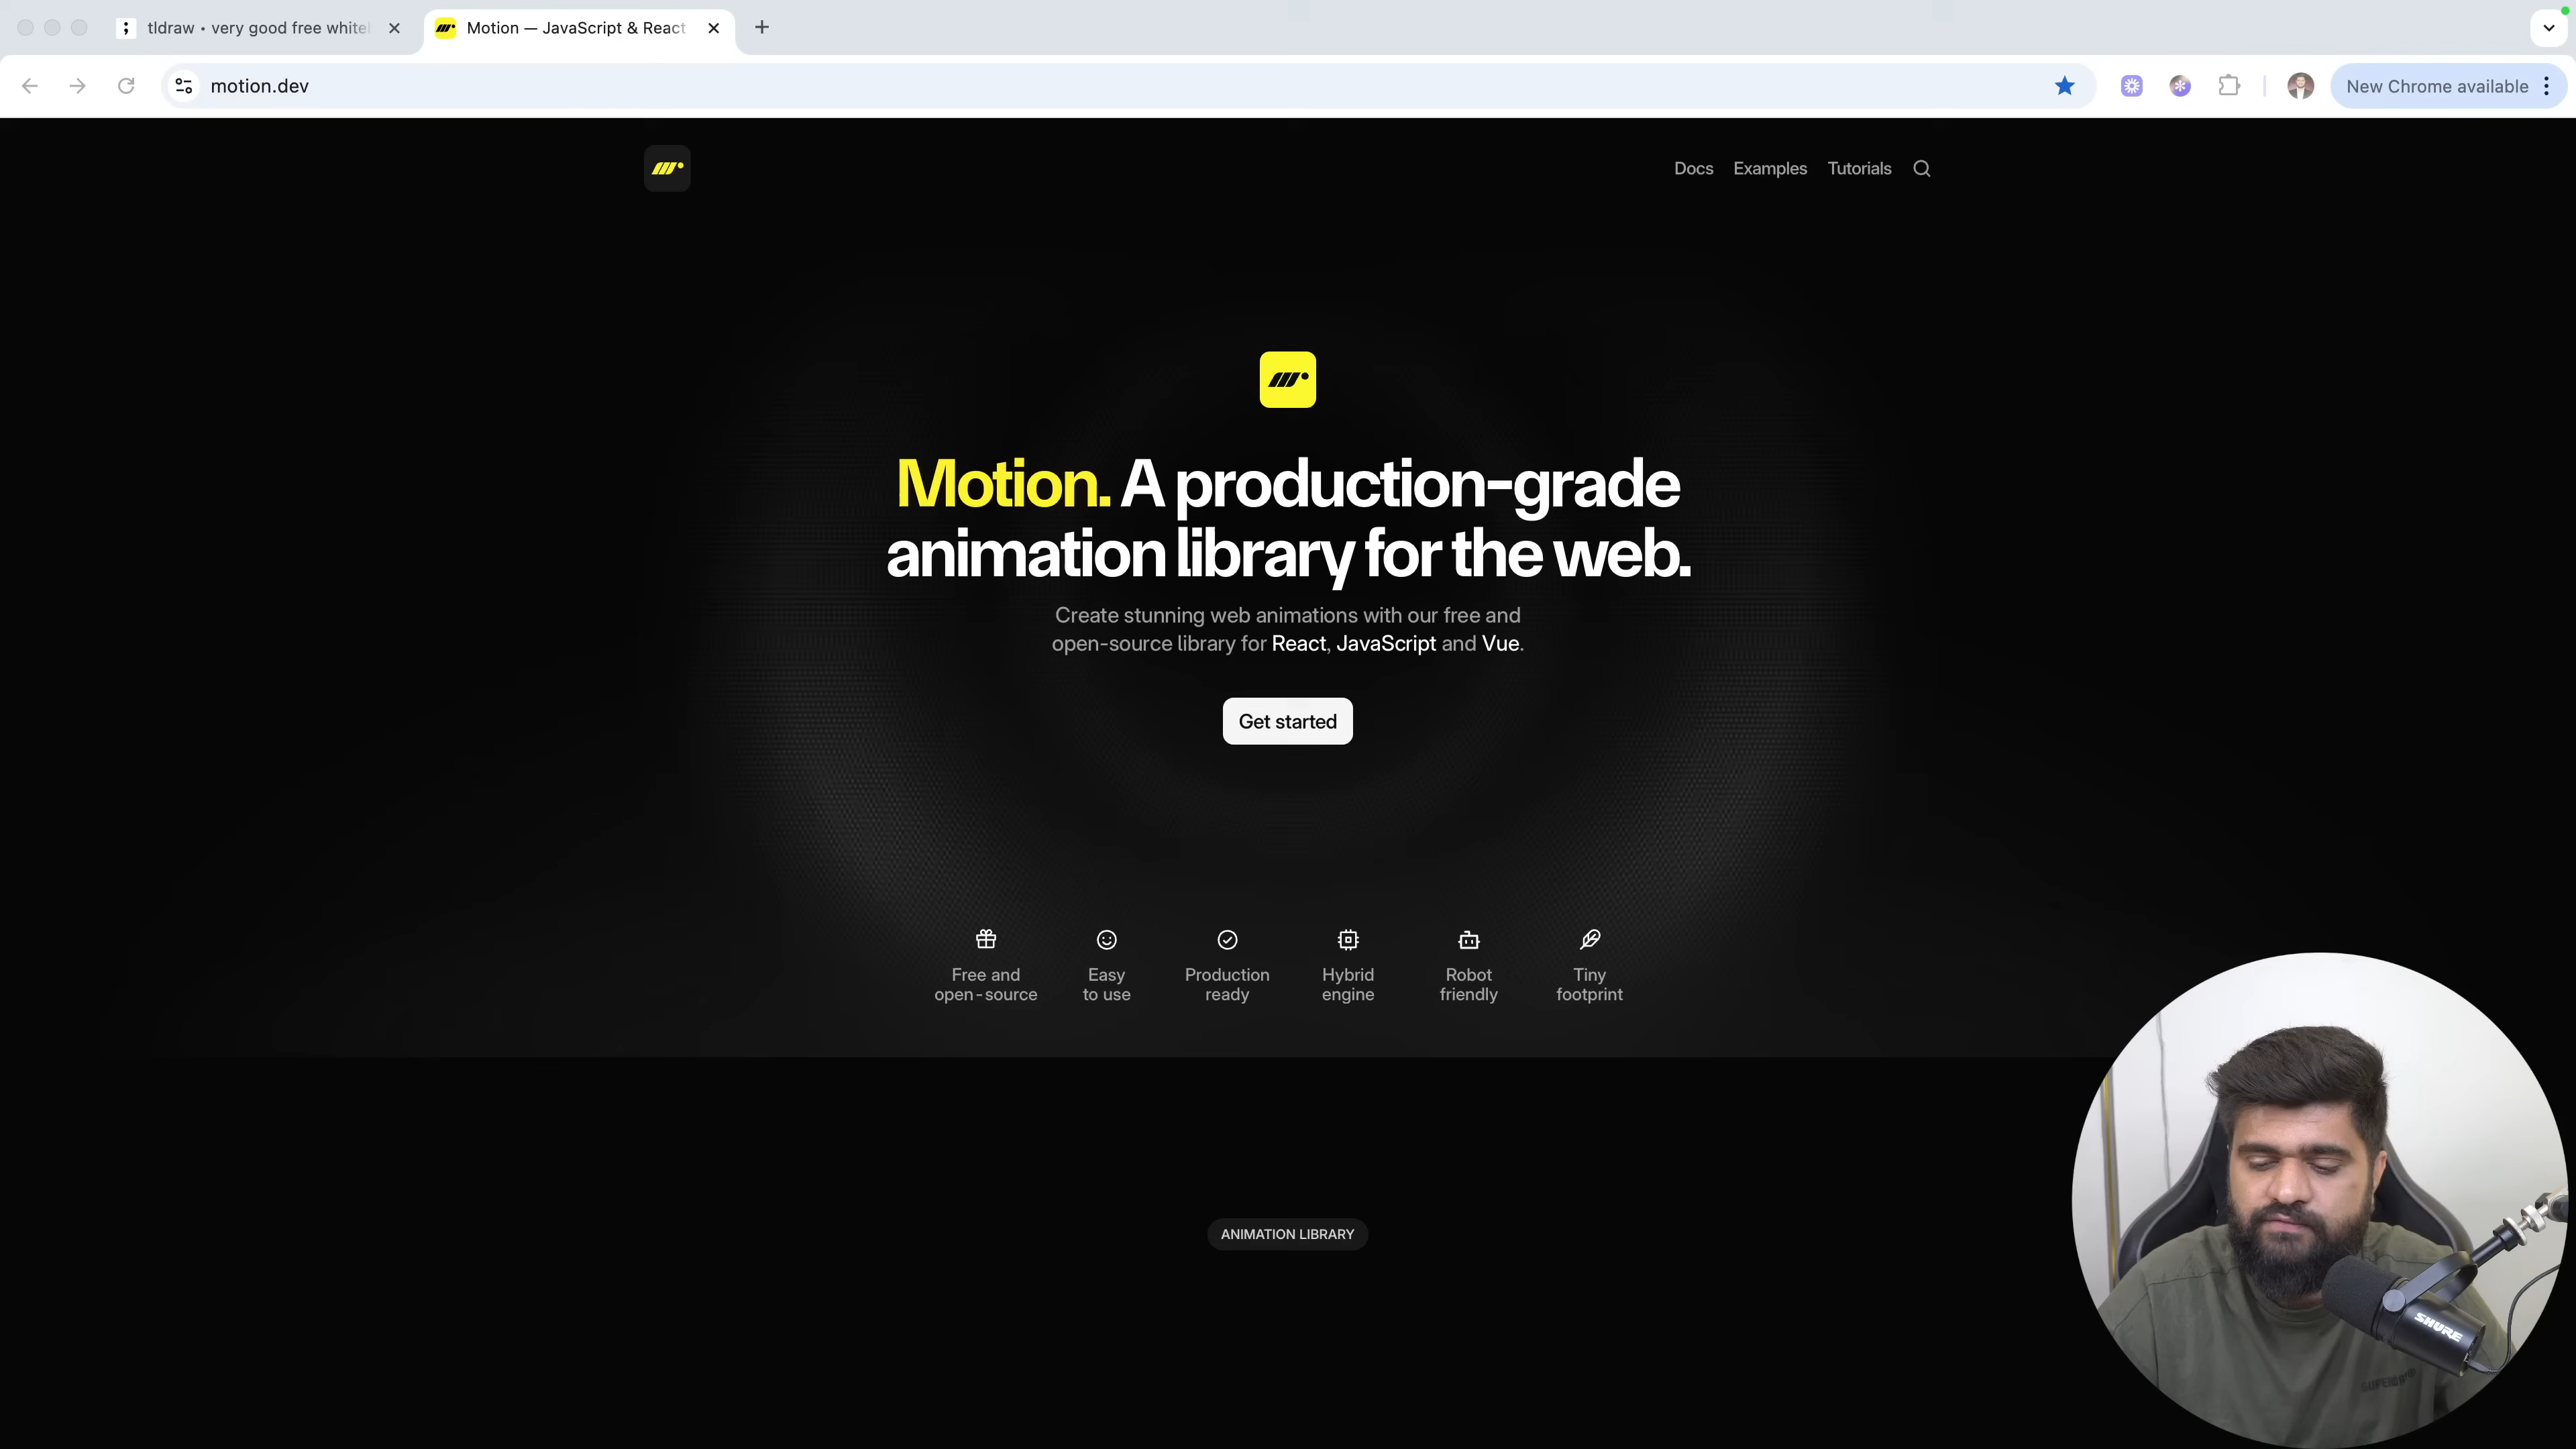 tldraw • very good free white
Motion — JavaScript & React
motion.dev
New Chrome available
Docs
Examples
Tutorials
Motion. A production-grade
animation library for the web.
Create stunning web animations with our free and
open-source library for React, JavaScript and Vue.
Get started
Free and
open-source
Easy
to use
Production
ready
Hybrid
engine
Robot
friendly
Tiny
footprint
ANIMATION LIBRARY
SHURE